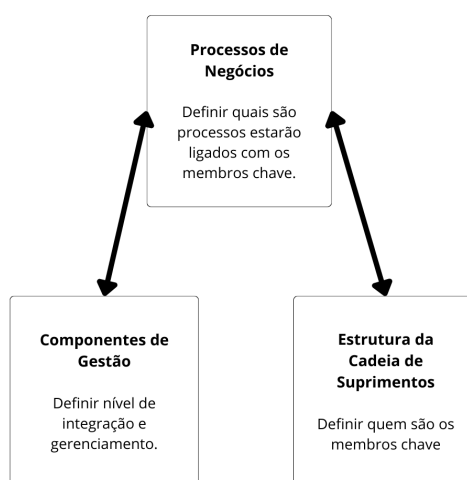 Processos de
Negócios
Definir quais são
processos estarão
ligados com os
membros chave.
Componentes de
Gestão
Definir nível de
integração e
gerenciamento.
Estrutura da
Cadeia de
Suprimentos
Definir quem são os
membros chave